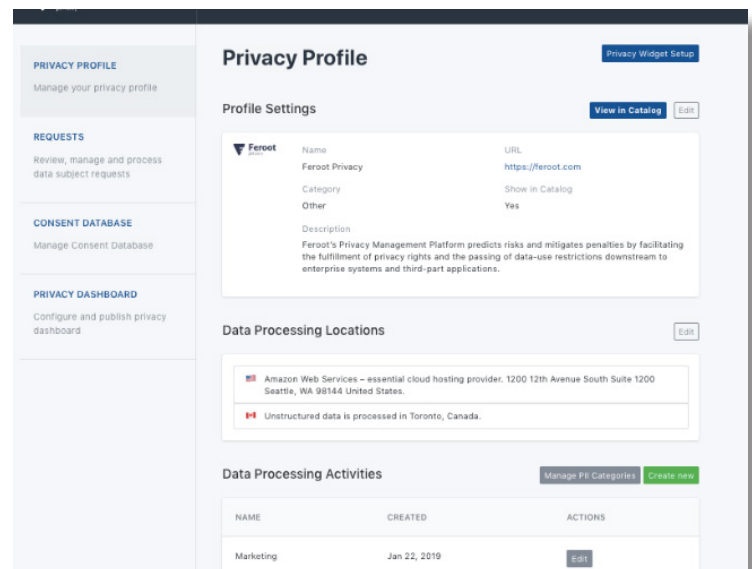 PRIVACY PROFILE
Manage your privacy profile
REQUESTS
Review, manage and process
data subject requests
CONSENT DATABASE
Manage Consent Database
PRIVACY DASHBOARD
Configure and publish privacy
dashboard
Privacy Profile
Privacy Widget Setup
Profile Settings
View in Catalog
Edit
Feroot
Name
Feroot Privacy
URL
https://feroot.com
Category
Other
Show in Catalog
Yes
Description
Feroot's Privacy Management Platform predicts risks and mitigates penalties by facilitating
the fulfillment of privacy rights and the passing of data-use restrictions downstream to
enterprise systems and third-part applications.
Data Processing Locations
Edit
Amazon Web Services – essential cloud hosting provider. 1200 12th Avenue South Suite 1200
Seattle, WA 98144 United States.
Unstructured data is processed in Toronto, Canada.
Data Processing Activities
Manage PII Categories
Create new
NAME
CREATED
ACTIONS
Marketing
Jan 22, 2019
Edit